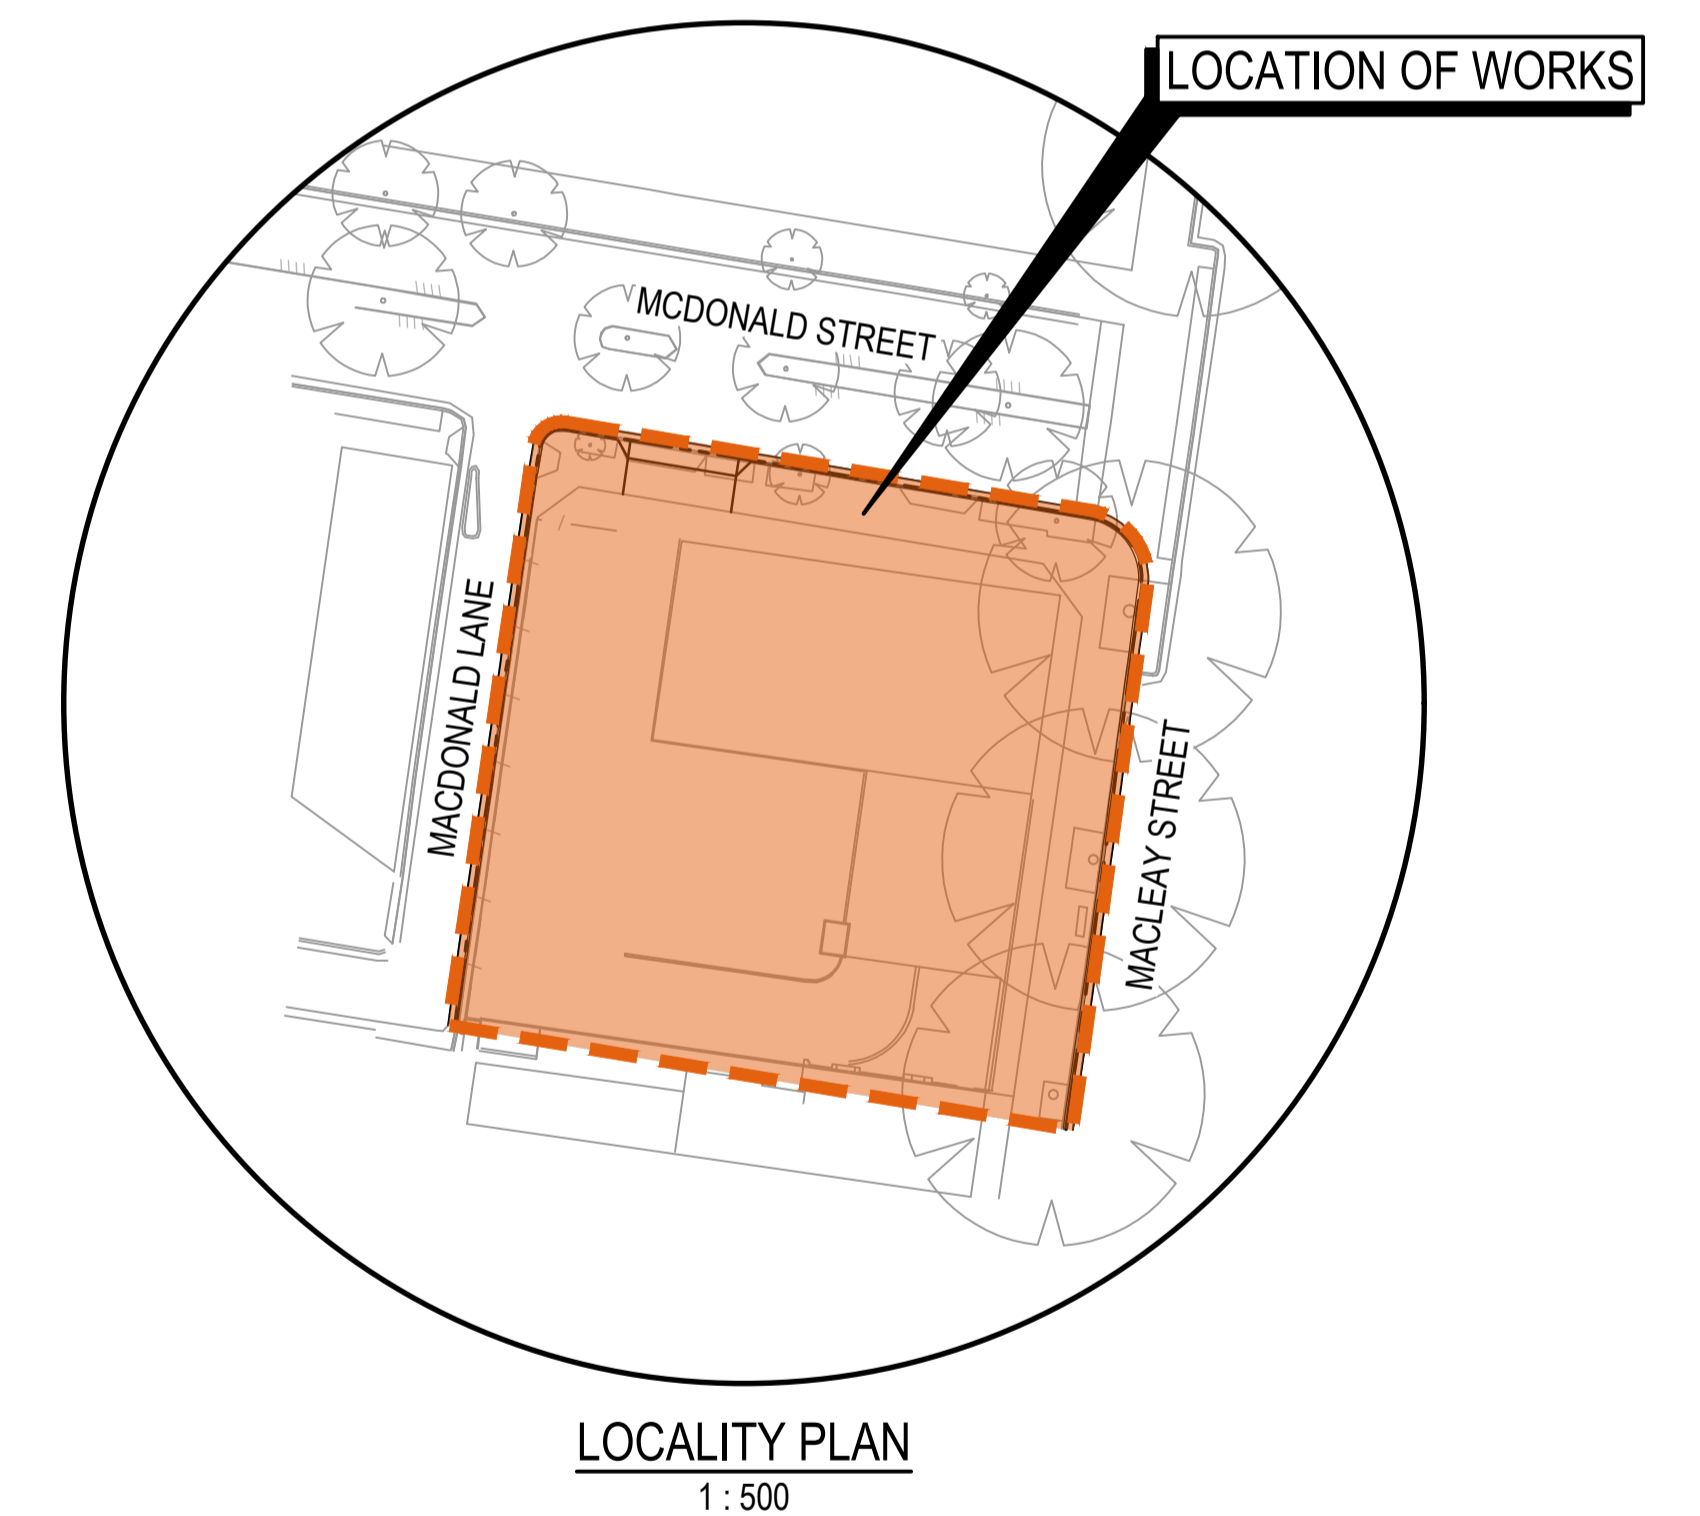 LOCATION OF WORKS
MCDONALD STREET
MACDONALD LANE
MACLEAY STREET
LOCALITY PLAN
1 : 500